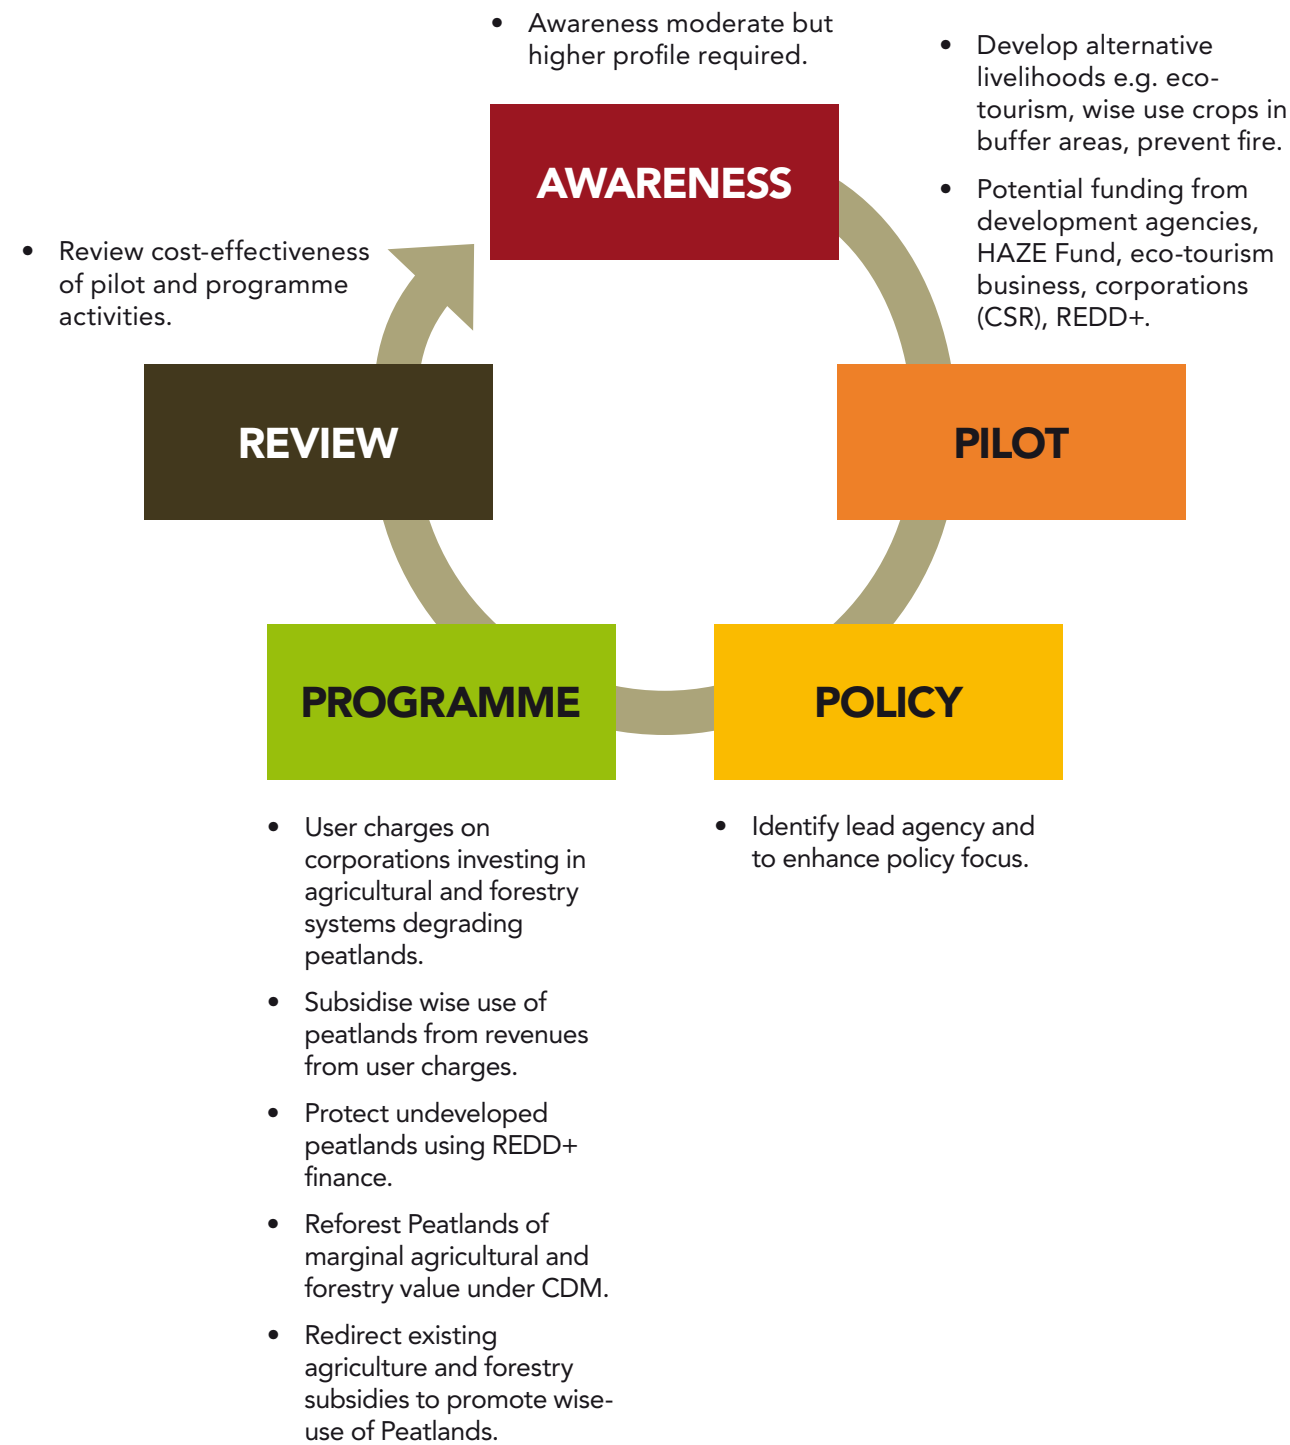 • Awareness moderate but
higher profile required.
AWARENESS
• Develop alternative
livelihoods e.g. eco-
tourism, wise use crops in
buffer areas, prevent fire.
• Potential funding from
development agencies,
HAZE Fund, eco-tourism
business, corporations
(CSR), REDD+.
PILOT
POLICY
• Identify lead agency and
to enhance policy focus.
PROGRAMME
• User charges on
corporations investing in
agricultural and forestry
systems degrading
peatlands.
• Subsidise wise use of
peatlands from revenues
from user charges.
• Protect undeveloped
peatlands using REDD+
finance.
• Reforest Peatlands of
marginal agricultural and
forestry value under CDM.
• Redirect existing
agriculture and forestry
subsidies to promote wise-
use of Peatlands.
• Review cost-effectiveness
of pilot and programme
activities.
REVIEW